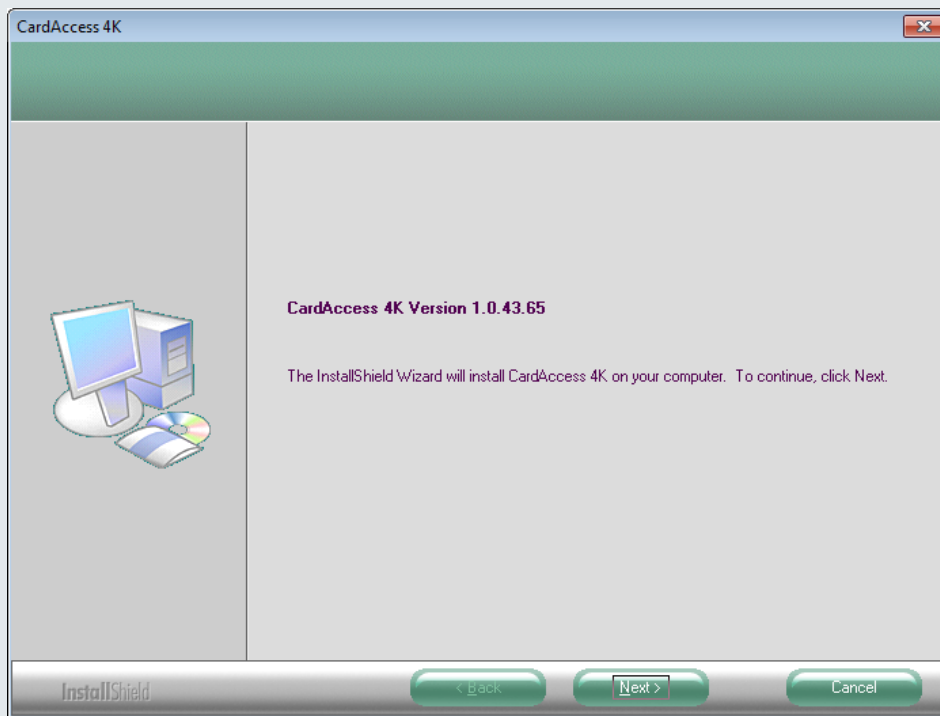 CardAccess 4K
CardAccess 4K Version 1.0.43.65
The InstallShield Wizard will install CardAccess 4K on your computer. To continue, click Next.
InstallShield
< Back
Next >
Cancel